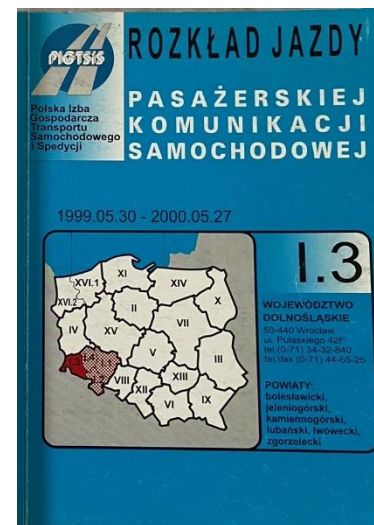 PIGTSiS
ROZKŁAD JAZDY
Polska Izba
Gospodarcza
Transportu
Samochodowego
i Spedycji
PASAŻERSKIEJ
KOMUNIKACJI
SAMOCHODOWEJ
1999.05.30 - 2000.05.27
I.3
XVI.1
XI
XIV
X
XVI.2
II
VII
IV
XV
V
III
VIII
XII
XIII
VI
IX
WOJEWÓDZTWO
DOLNOŚLĄSKIE
50-440 Wrocław
ul. Pułaskiego 42F
tel.(0-71) 34-32-840
tel./fax (0-71) 44-65-25
POWIATY:
bolesławicki,
jeleniogórski,
kamiennogórski,
lubański, lwówecki,
zgorzelecki